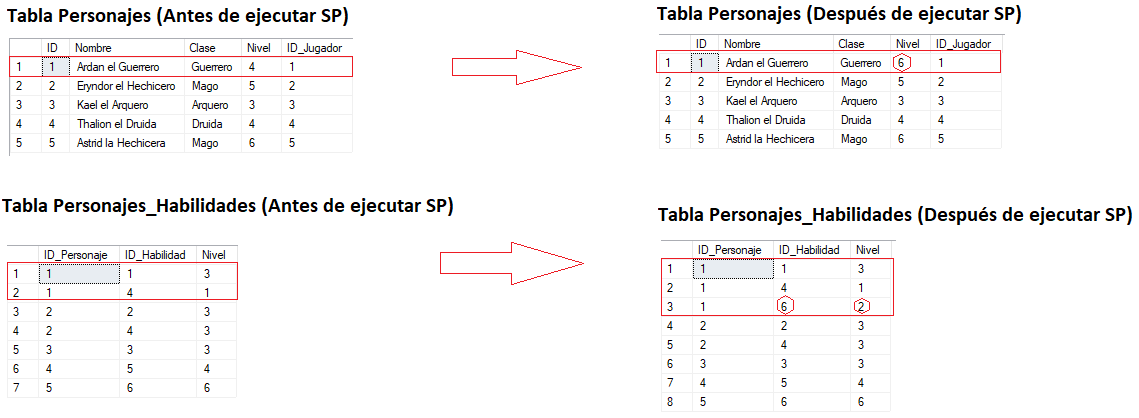 Tabla Personajes (Antes de ejecutar SP)
ID Nombre Clase Nivel ID_Jugador
1 1 Ardan el Guerrero Guerrero 4 1
2 2 Eryndor el Hechicero Mago 5 2
3 3 Kael el Arquero Arquero 3 3
4 4 Thalion el Druida Druida 4 4
5 5 Astrid la Hechicera Mago 6 5
Tabla Personajes (Después de ejecutar SP)
ID Nombre Clase Nivel ID_Jugador
1 1 Ardan el Guerrero Guerrero 6 1
2 2 Eryndor el Hechicero Mago 5 2
3 3 Kael el Arquero Arquero 3 3
4 4 Thalion el Druida Druida 4 4
5 5 Astrid la Hechicera Mago 6 5
Tabla Personajes_Habilidades (Antes de ejecutar SP)
ID_Personaje ID_Habilidad Nivel
1 1 1 3
2 1 4 1
3 2 2 3
4 2 4 3
5 3 3 3
6 4 5 4
7 5 6 6
Tabla Personajes_Habilidades (Después de ejecutar SP)
ID_Personaje ID_Habilidad Nivel
1 1 1 3
2 1 4 1
3 1 6 2
4 2 2 3
5 2 4 3
6 3 3 3
7 4 5 4
8 5 6 6